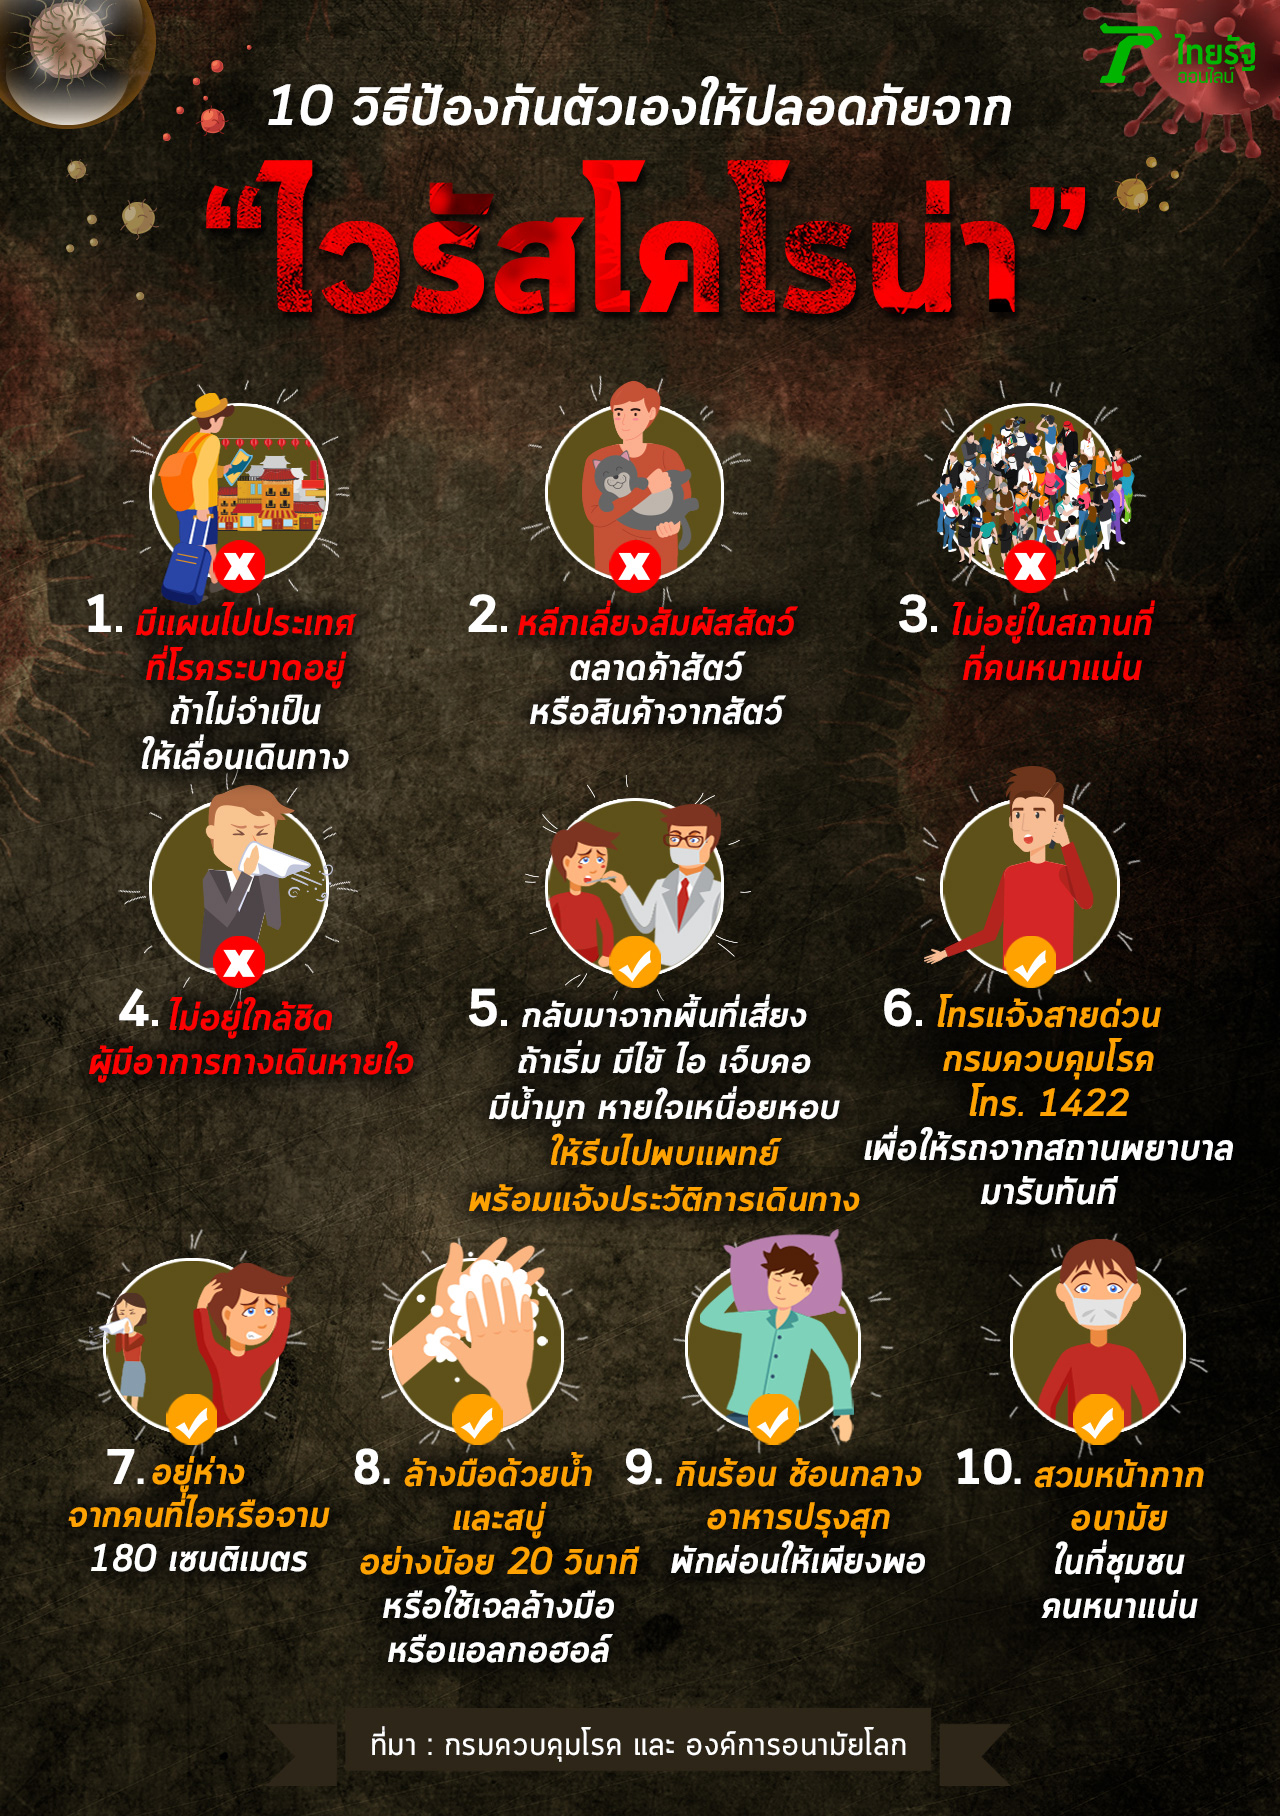 ไทยรัฐ
ออนไลน์
10 วิธีป้องกันตัวเองให้ปลอดภัยจาก
“ไวรัสโคโรน่า”
1. มีแผนไปประเทศ
ที่โรคระบาดอยู่
ถ้าไม่จำเป็น
ให้เลื่อนเดินทาง
2. หลีกเลี่ยงสัมผัสสัตว์
ตลาดค้าสัตว์
หรือสินค้าจากสัตว์
3. ไม่อยู่ในสถานที่
ที่คนหนาแน่น
4. ไม่อยู่ใกล้ชิด
ผู้มีอาการทางเดินหายใจ
5. กลับมาจากพื้นที่เสี่ยง
ถ้าเริ่ม มีไข้ ไอ เจ็บคอ
มีน้ำมูก หายใจเหนื่อยหอบ
ให้รีบไปพบแพทย์
พร้อมแจ้งประวัติการเดินทาง
6. โทรแจ้งสายด่วน
กรมควบคุมโรค
โทร. 1422
เพื่อให้รถจากสถานพยาบาล
มารับทันที
7. อยู่ห่าง
จากคนที่ไอหรือจาม
180 เซนติเมตร
8. ล้างมือด้วยน้ำ
และสบู่
อย่างน้อย 20 วินาที
หรือใช้เจลล้างมือ
หรือแอลกอฮอล์
9. กินร้อน ช้อนกลาง
อาหารปรุงสุก
พักผ่อนให้เพียงพอ
10. สวมหน้ากาก
อนามัย
ในที่ชุมชน
คนหนาแน่น
ที่มา : กรมควบคุมโรค และ องค์การอนามัยโลก